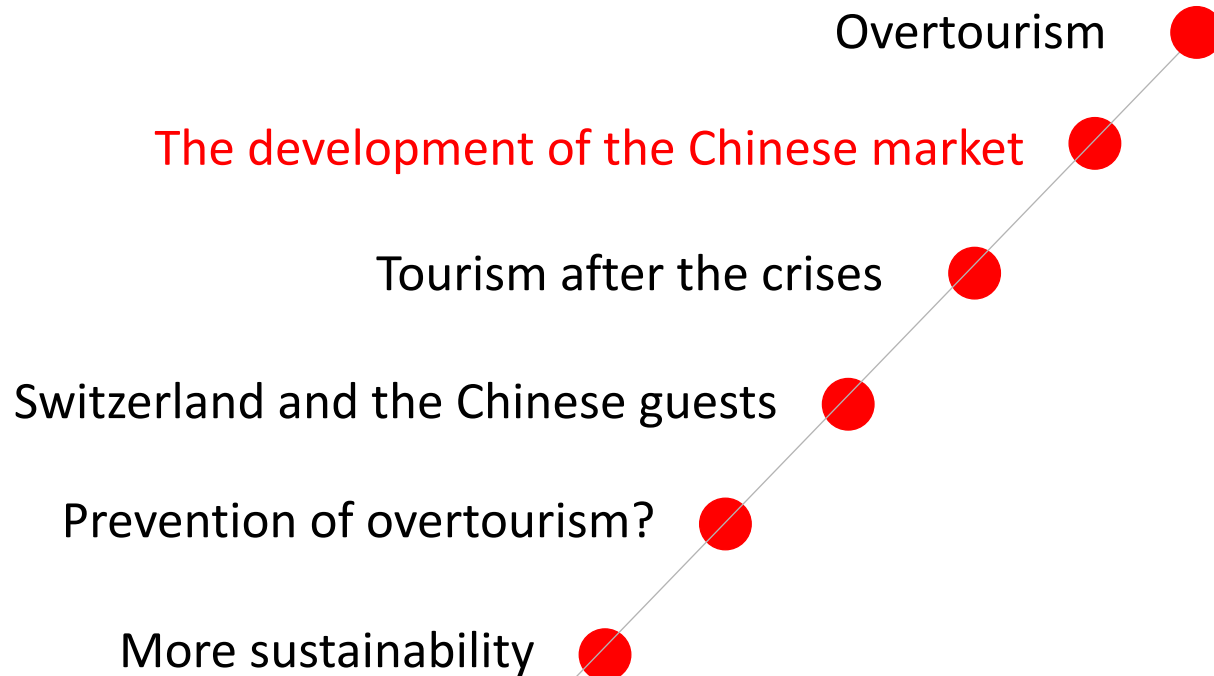 Overtourism
The development of the Chinese market
Tourism after the crises
Switzerland and the Chinese guests
Prevention of overtourism?
More sustainability